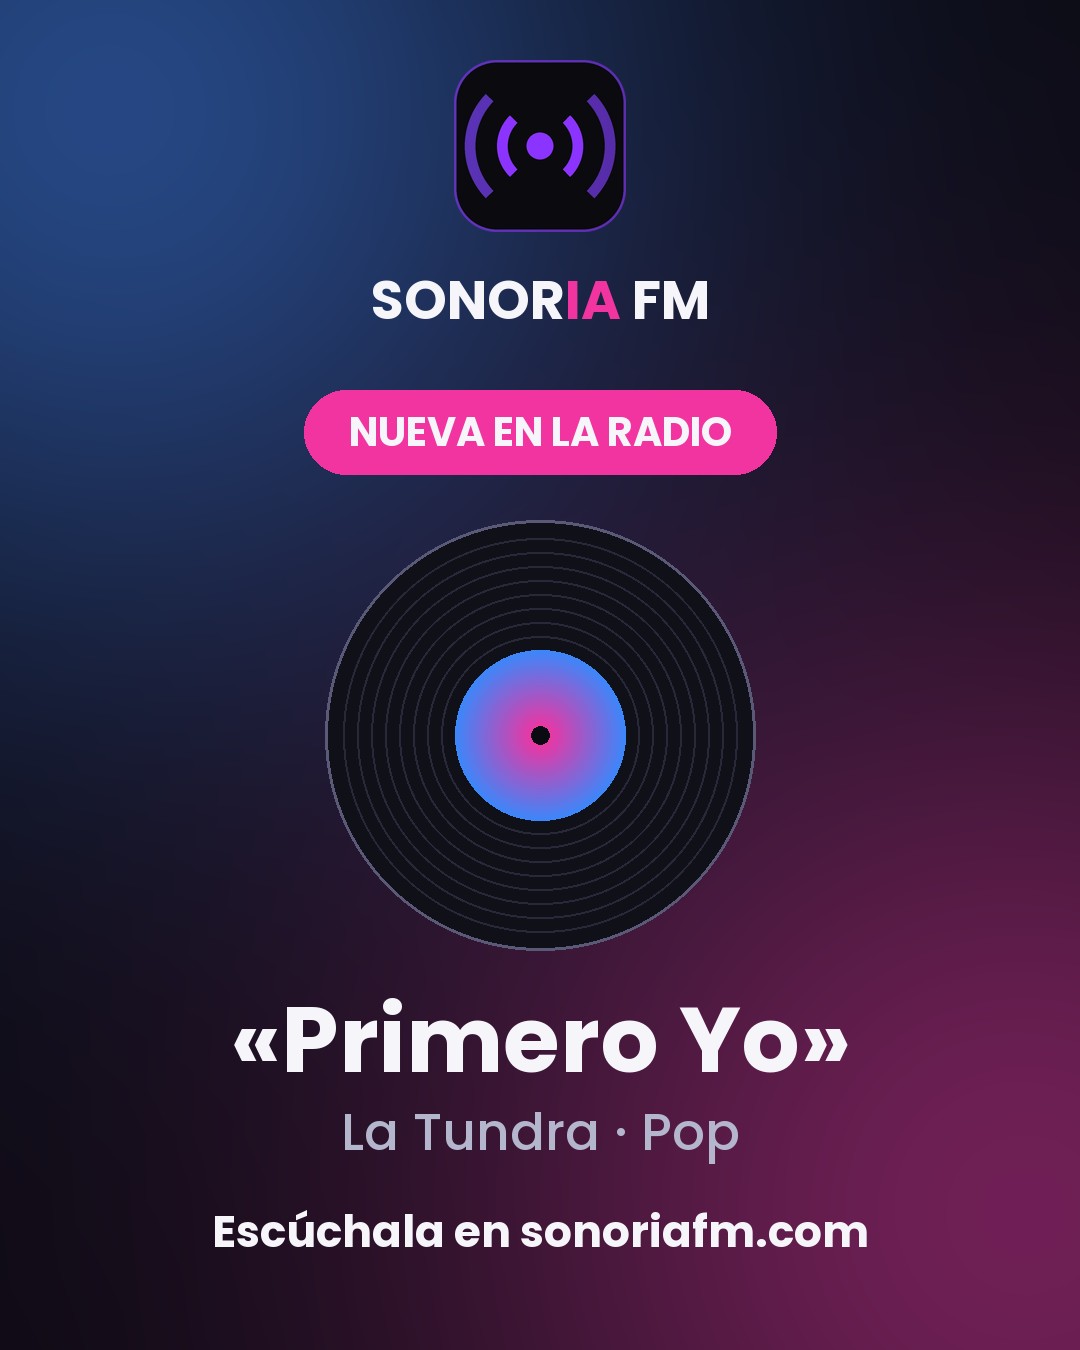 SONORIA FM
NUEVA EN LA RADIO
«Primero Yo»
La Tundra · Pop
Escúchala en sonoriafm.com